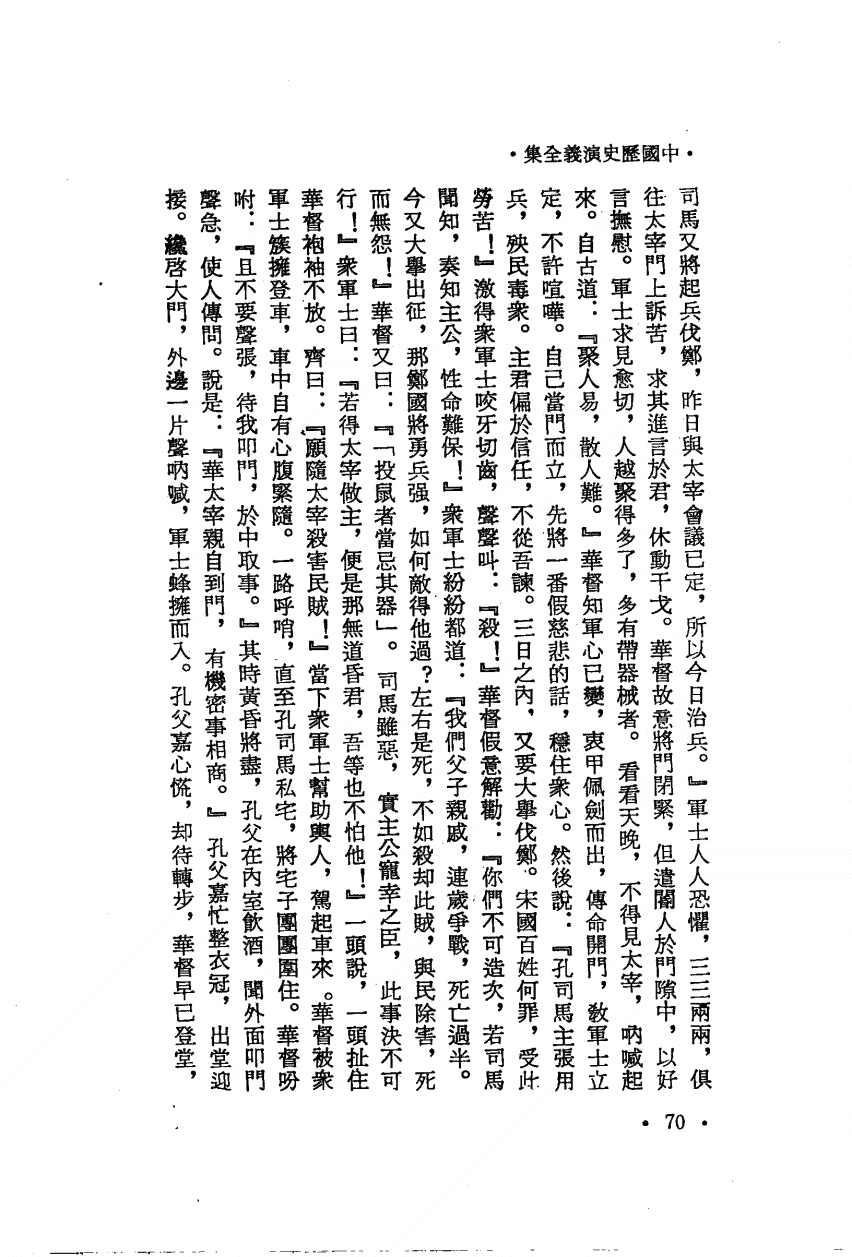 •中國歷史演義全集•
司馬又將起兵伐鄭，昨日與太宰會議已定，所以今日治兵。』軍士人人恐懼，三三兩兩，俱
往太宰門上訴苦，求其進言於君，休動干戈。華督故意將門閉緊，但遣閽人於門隙中，以好
言撫慰。軍士求見愈切，人越聚得多了，多有帶器械者。看看天晚，不得見太宰，吶喊起
來。自古道：『聚人易，散人難。』華督知軍心已變，衷甲佩劍而出，傳命開門，敎軍士立
定，不許喧嘩。自己當門而立，先將一番假慈悲的話，穩住衆心。然後說：『孔司馬主張用
兵，殃民毒衆。主君偏於信任，不從吾諫。三日之內，又要大舉伐鄭。宋國百姓何罪，受此
勞苦！』激得衆軍士咬牙切齒，聲聲叫：『殺！』華督假意解勸：『你們不可造次，若司馬
聞知，奏知主公，性命難保！』衆軍士紛紛都道：『我們父子親戚，連歲爭戰，死亡過半。
今又大舉出征，那鄭國將勇兵强，如何敵得他過？左右是死，不如殺却此賊，與民除害，死
而無怨！』華督又曰：『「投鼠者當忌其器」。司馬雖惡，實主公寵幸之臣，此事決不可
行！』衆軍士曰：『若得太宰做主，便是那無道昏君，吾等也不怕他！』一頭說，一頭扯住
華督袍袖不放。齊曰：『願隨太宰殺害民賊！』當下衆軍士幫助輿人，駕起車來。華督被衆
軍士簇擁登車，車中自有心腹緊隨。一路呼哨，直至孔司馬私宅，將宅子團團圍住。華督吩
咐：『且不要聲張，待我叩門，於中取事。』其時黃昏將盡，孔父在內室飮酒，聞外面叩門
聲急，使人傳問。說是：『華太宰親自到門，有機密事相商。』孔父嘉忙整衣冠，出堂迎
接。纔啓大門，外邊一片聲吶喊，軍士蜂擁而入。孔父嘉心慌，却待轉步，華督早已登堂，
• 70 •